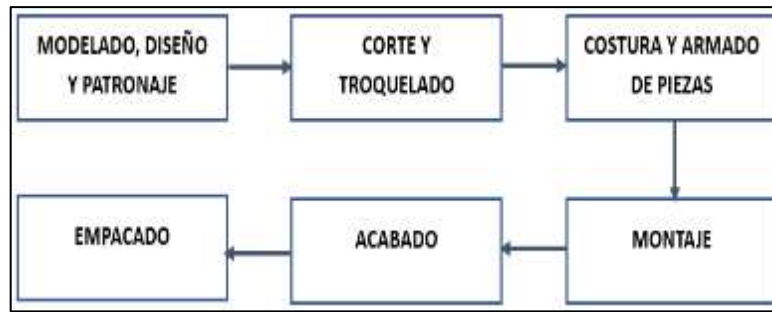 MODELADO, DISEÑO
Y PATRONAJE
CORTE Y
TROQUELADO
COSTURA Y ARMADO
DE PIEZAS
EMPACADO
ACABADO
MONTAJE